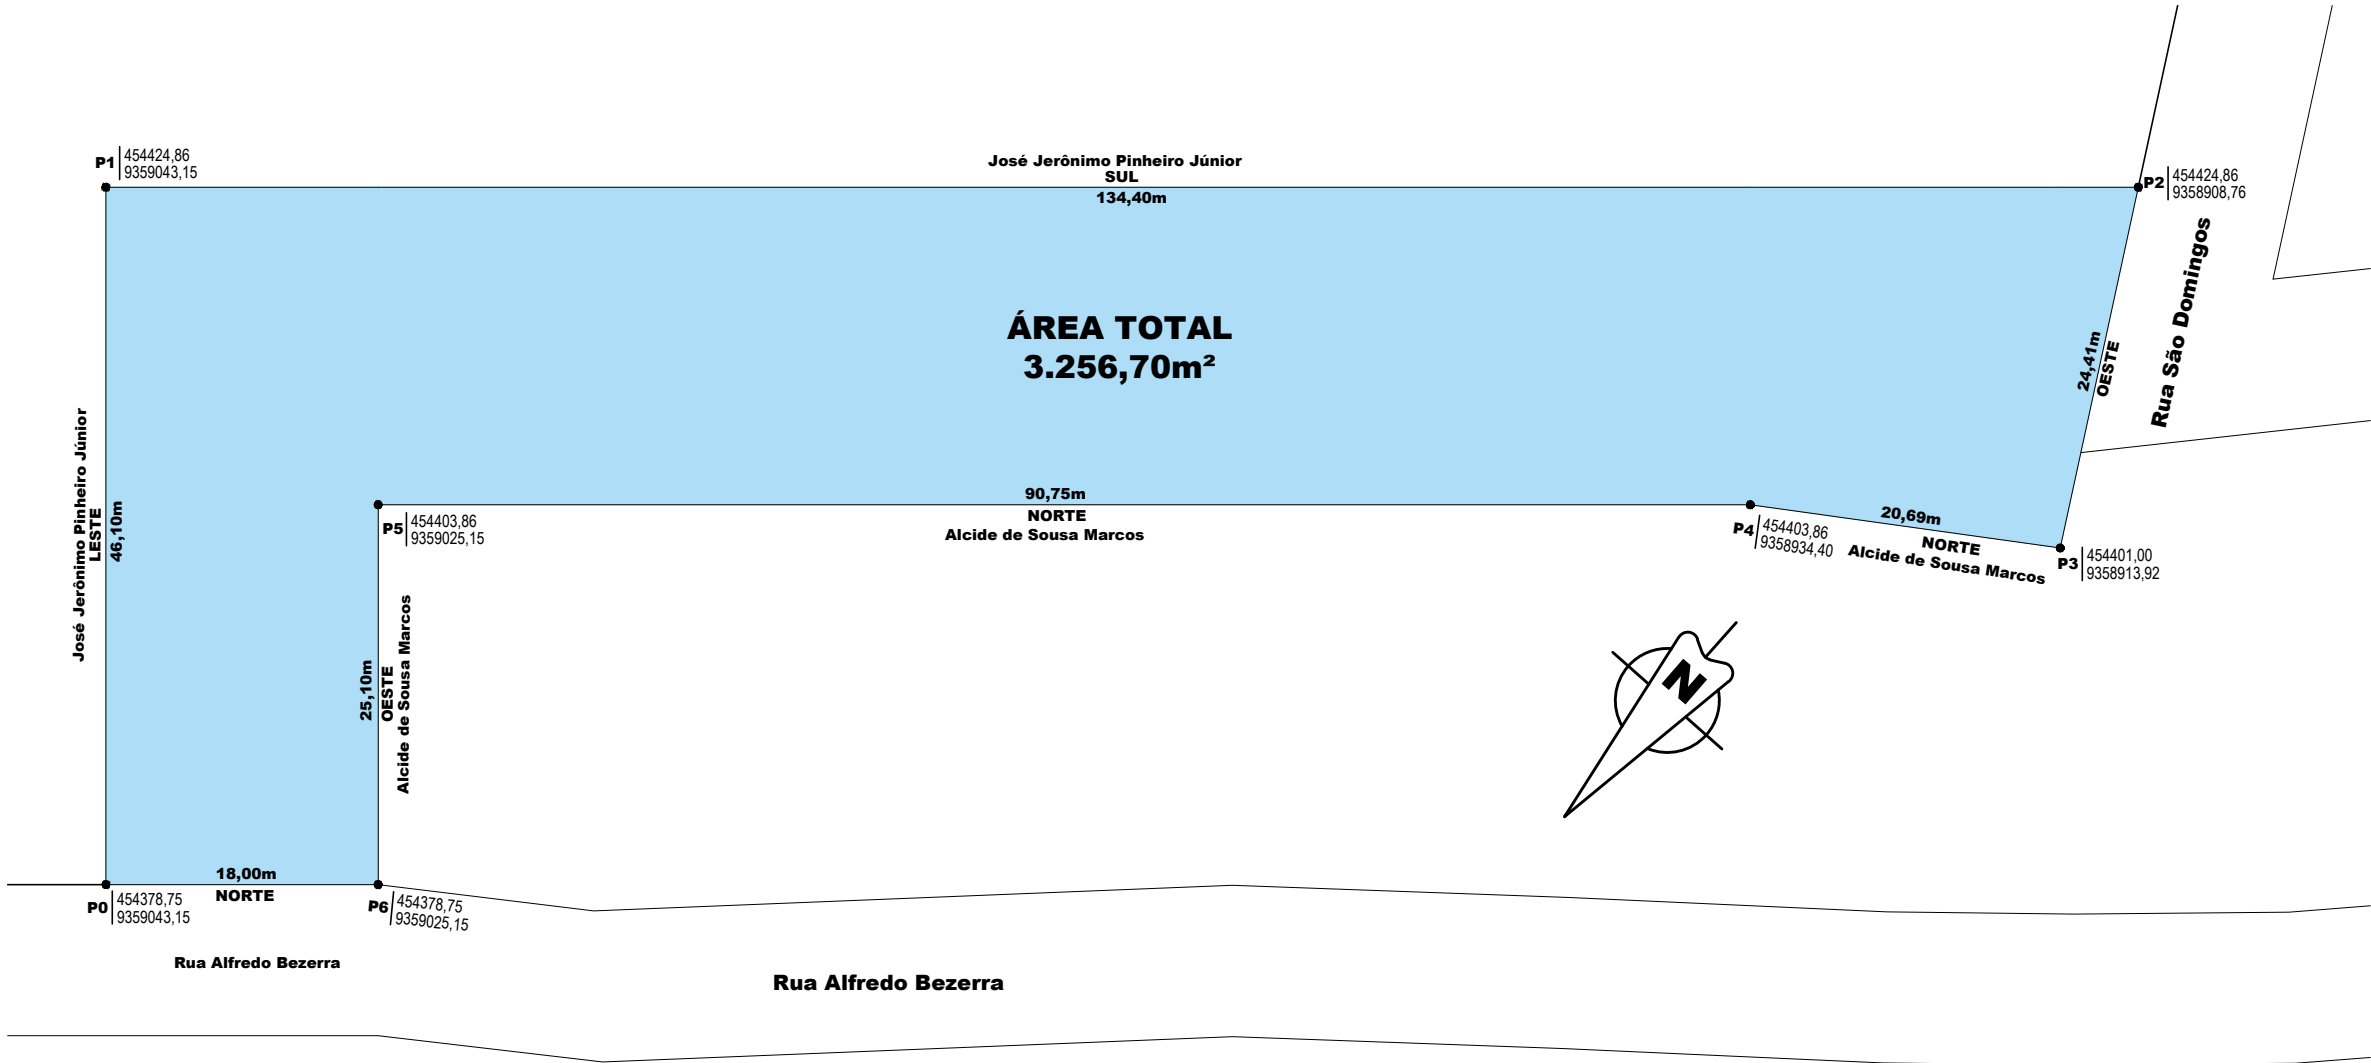 P1
454424,86
9359043,15
José Jerônimo Pinheiro Júnior
SUL
134,40m
P2
454424,86
9358908,76
Rua São Domingos
24,41m
OESTE
ÁREA TOTAL
3.256,70m²
José Jerônimo Pinheiro Júnior
LESTE
46,10m
90,75m
NORTE
Alcide de Sousa Marcos
P5
454403,86
9359025,15
P4
454403,86
9358934,40
20,69m
NORTE
Alcide de Sousa Marcos
P3
454401,00
9358913,92
25,10m
OESTE
Alcide de Sousa Marcos
N
18,00m
NORTE
P0
454378,75
9359043,15
P6
454378,75
9359025,15
Rua Alfredo Bezerra
Rua Alfredo Bezerra